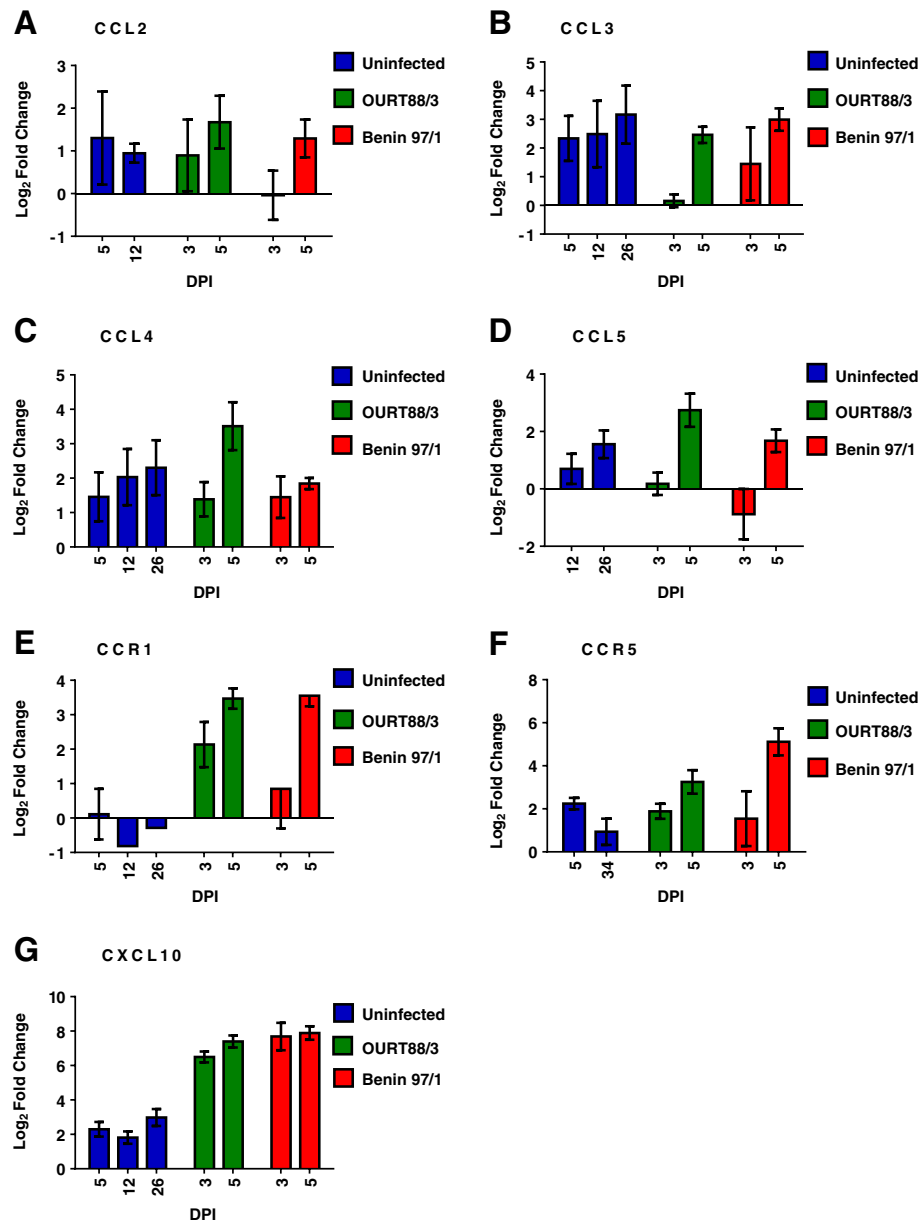 A CCL2
3
2
1
0
-1
Log2 Fold Change
5 12 3 5 3 5
DPI
Uninfected
OURT88/3
Benin 97/1
B CCL3
5
4
3
2
1
0
-1
Log2 Fold Change
5 12 26 3 5 3 5
DPI
Uninfected
OURT88/3
Benin 97/1
C CCL4
5
4
3
2
1
0
Log2 Fold Change
5 12 26 3 5 3 5
DPI
Uninfected
OURT88/3
Benin 97/1
D CCL5
4
2
0
-2
Log2 Fold Change
12 26 3 5 3 5
DPI
Uninfected
OURT88/3
Benin 97/1
E CCR1
4
3
2
1
0
-1
Log2 Fold Change
5 12 26 3 5 3 5
DPI
Uninfected
OURT88/3
Benin 97/1
F CCR5
8
6
4
2
0
Log2 Fold Change
5 34 3 5 3 5
DPI
Uninfected
OURT88/3
Benin 97/1
G CXCL10
10
8
6
4
2
0
Log2 Fold Change
5 12 26 3 5 3 5
DPI
Uninfected
OURT88/3
Benin 97/1